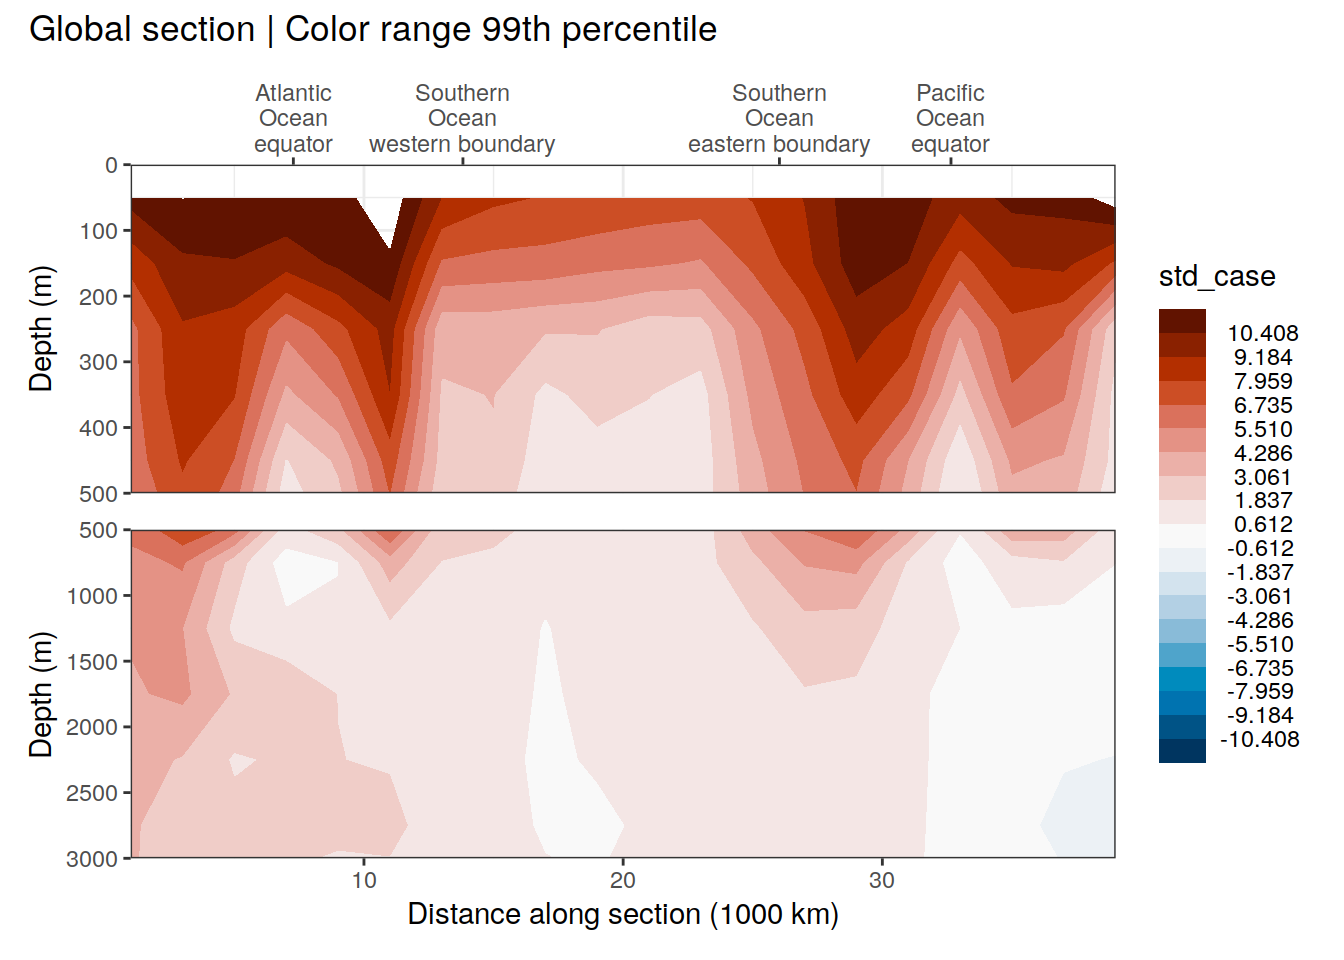 Global section | Color range 99th percentile
Atlantic
Ocean
equator
Southern
Ocean
western boundary
Southern
Ocean
eastern boundary
Pacific
Ocean
equator
Depth (m)
0
100
200
300
400
500
Depth (m)
500
1000
1500
2000
2500
3000
10
20
30
Distance along section (1000 km)
std_case
10.408
9.184
7.959
6.735
5.510
4.286
3.061
1.837
0.612
-0.612
-1.837
-3.061
-4.286
-5.510
-6.735
-7.959
-9.184
-10.408